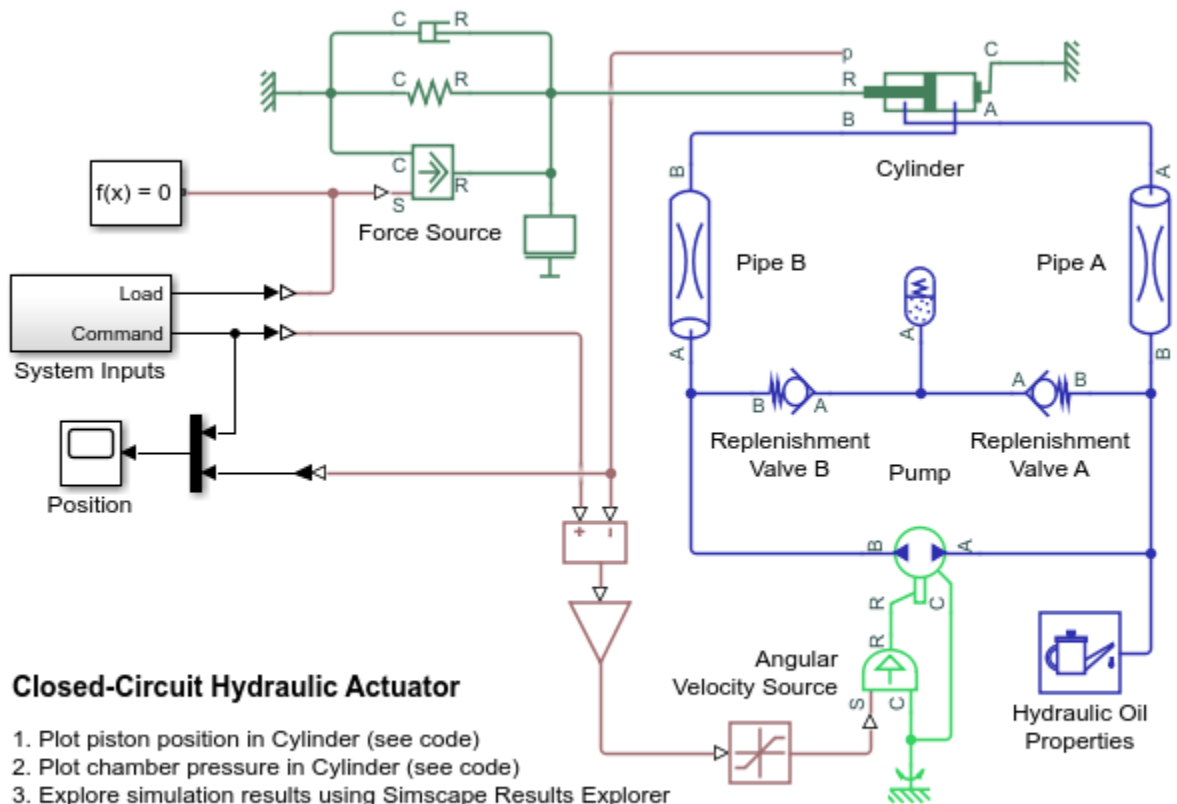 C R
C R
C
R
S
Force Source
f(x) = 0
Load
Command
System Inputs
Position
+ -
p
R
B
C
A
Cylinder
B
A
Pipe B
Pipe A
A
A
B
B A
A B
Replenishment
Valve B
Replenishment
Valve A
Pump
B A
R C
R
Angular
Velocity Source
S C
Hydraulic Oil
Properties
Closed-Circuit Hydraulic Actuator
1. Plot piston position in Cylinder (see code)
2. Plot chamber pressure in Cylinder (see code)
3. Explore simulation results using Simscape Results Explorer